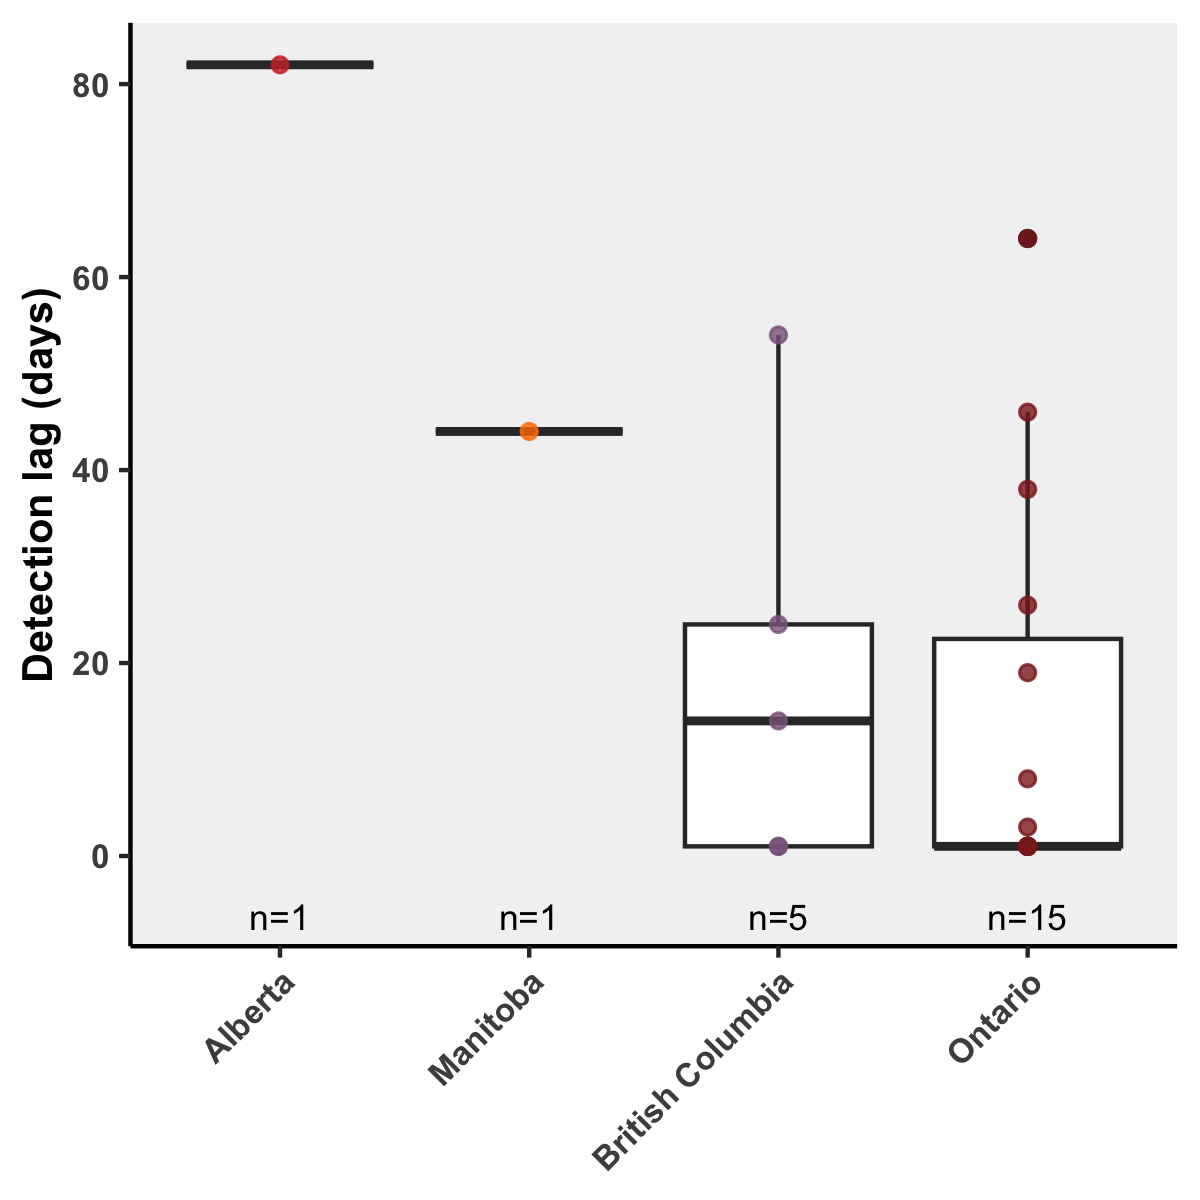 Detection lag (days)
80
60
40
20
0
n=1
n=1
n=5
n=15
Alberta
Manitoba
British Columbia
Ontario